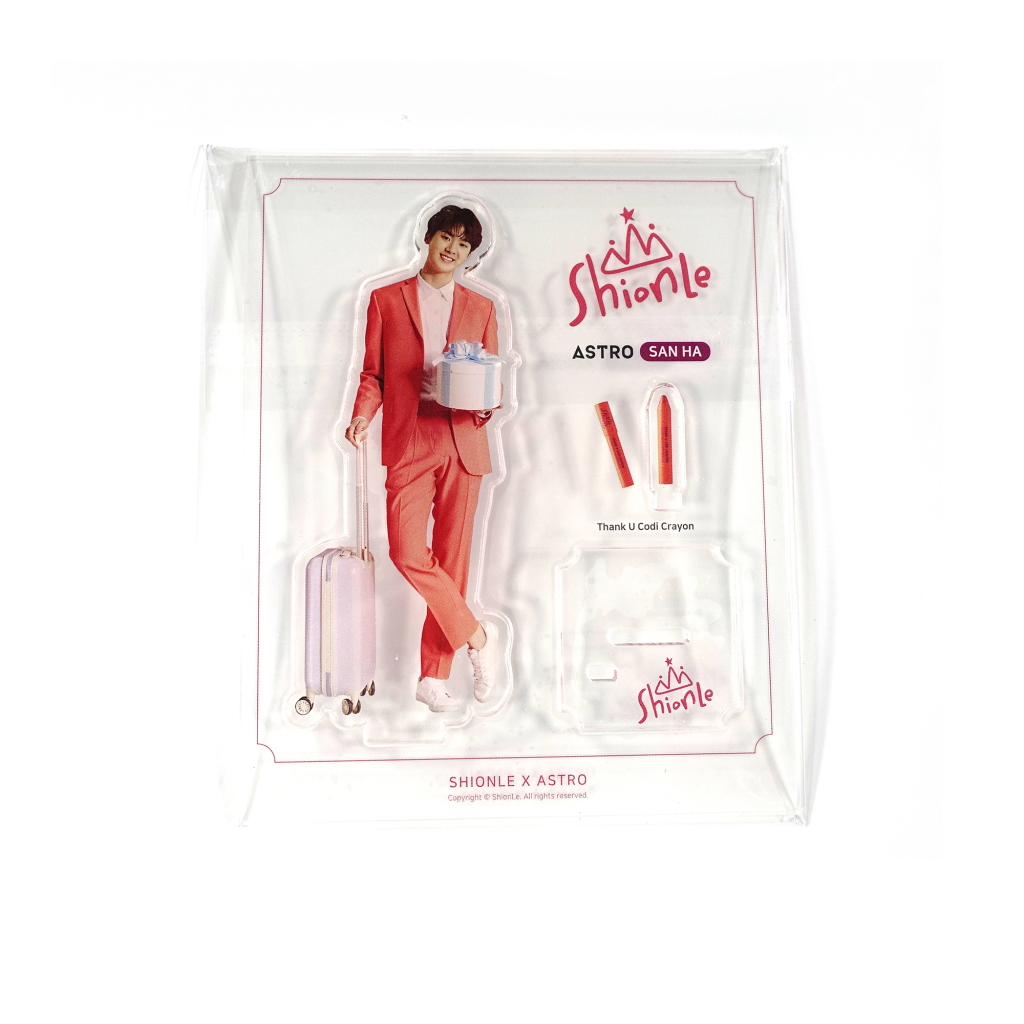 Shionle
ASTRO SAN HA
Thank U Codi Crayon
Shionle
SHIONLE X ASTRO
Copyright © ShionLe. All rights reserved.